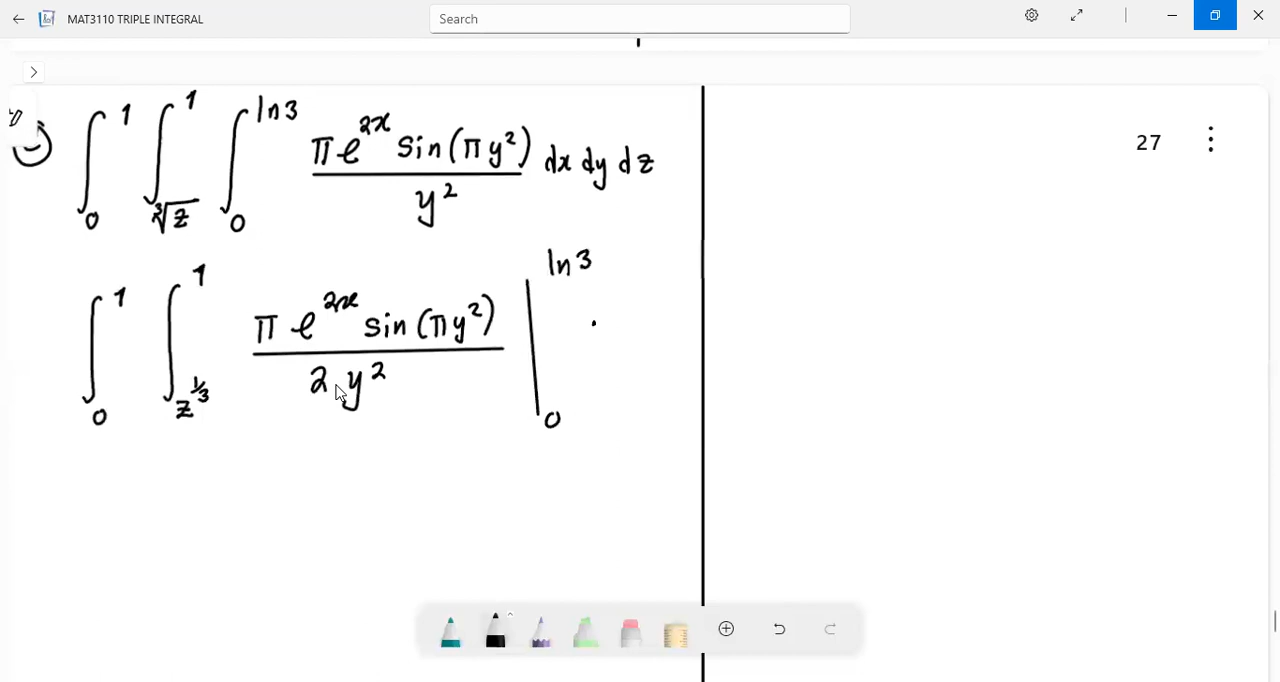 MAT3110 TRIPLE INTEGRAL
Search
27
∫₀¹ ∫_{∛z}^1 ∫₀^{ln3} πe^{2x} sin(πy²) / y² dx dy dz
∫₀¹ ∫_{z^{1/3}}^1 πe^{2x} sin(πy²) / 2y² |₀^{ln3}